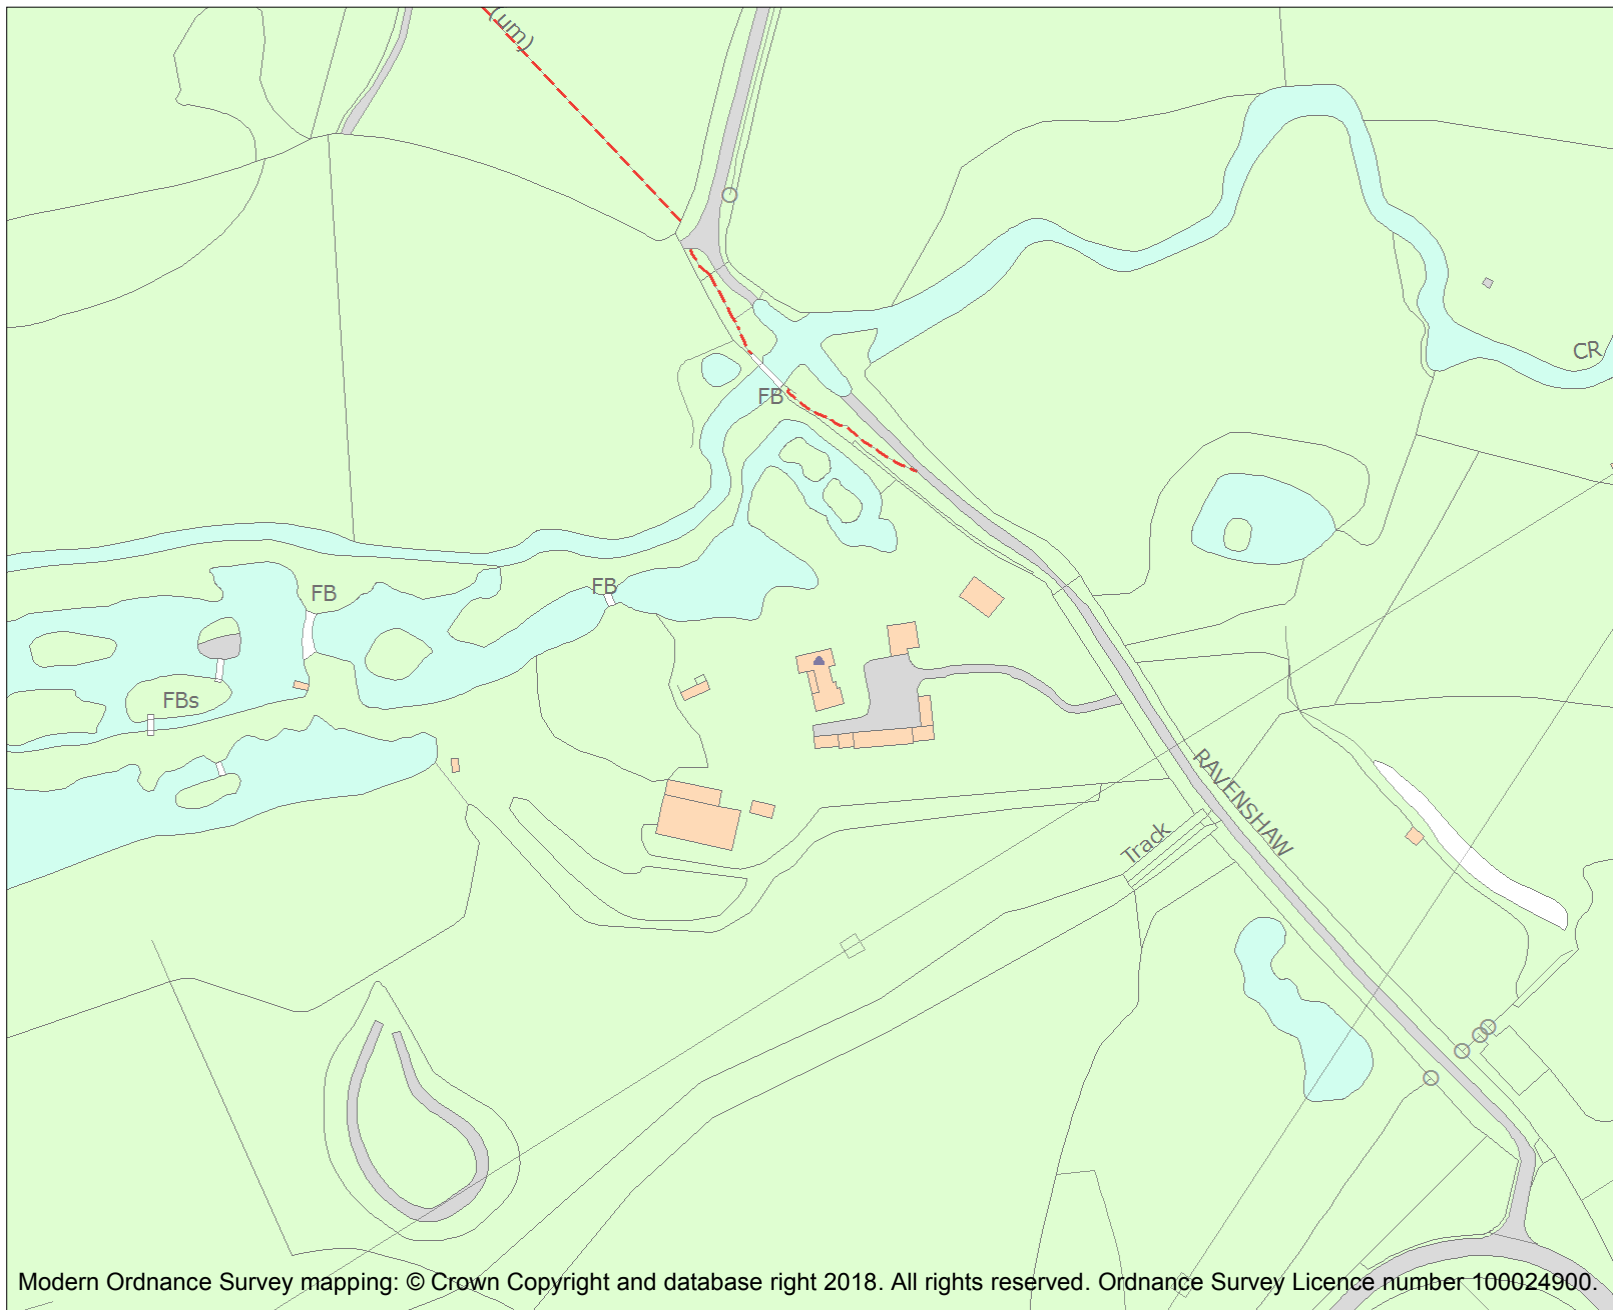 (um)
CR
FB
FB
FB
FBs
RAVENSHAW
Track
Modern Ordnance Survey mapping: © Crown Copyright and database right 2018. All rights reserved. Ordnance Survey Licence number 100024900.